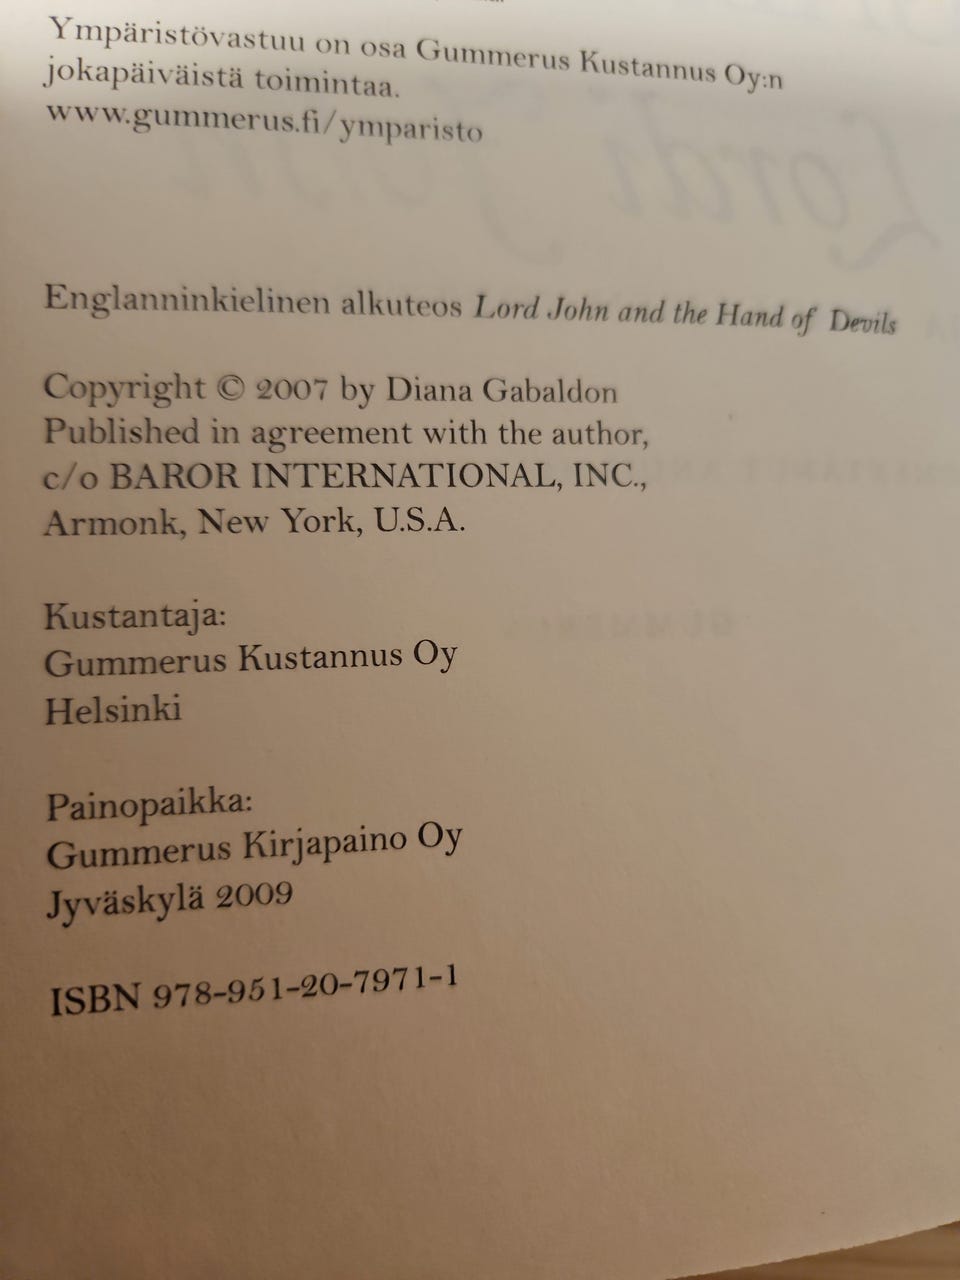 Ympäristövastuu on osa Gummerus Kustannus Oy:n
jokapäiväistä toimintaa.
www.gummerus.fi/ymparisto
Englanninkielinen alkuteos Lord John and the Hand of Devils
Copyright © 2007 by Diana Gabaldon
Published in agreement with the author,
c/o BAROR INTERNATIONAL, INC.,
Armonk, New York, U.S.A.
Kustantaja:
Gummerus Kustannus Oy
Helsinki
Painopaikka:
Gummerus Kirjapaino Oy
Jyväskylä 2009
ISBN 978-951-20-7971-1